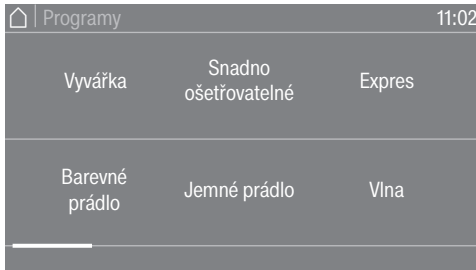 Programy 11:02
Vyvářka
Snadno
ošetřovatelné
Expres
Barevné
prádlo
Jemné prádlo
Vlna